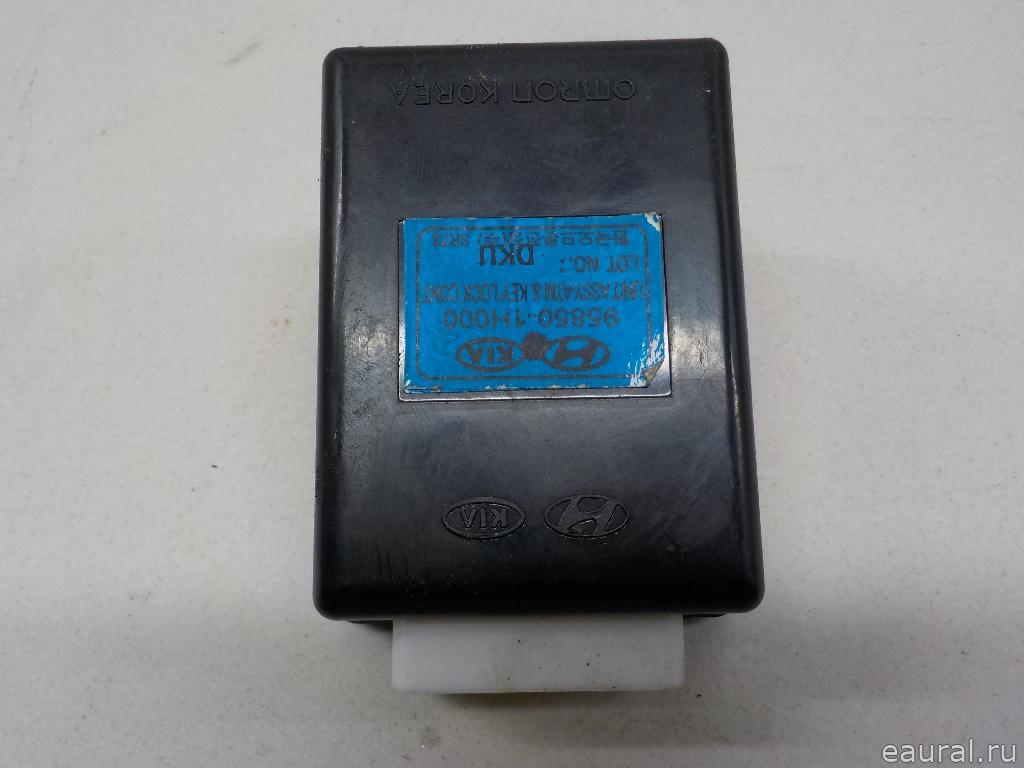 KIA
KIA
95850-1H000
UNIT ASSY-ATM & KEY LOCK CONT
LOT NO.: DKU
OMRON KOREA
eaural.ru